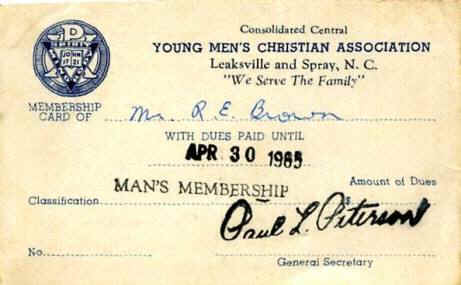 Consolidated Central
YOUNG MEN'S CHRISTIAN ASSOCIATION
Leaksville and Spray, N. C.
"We Serve The Family"
MEMBERSHIP
CARD OF Mr. R. E. Brown
WITH DUES PAID UNTIL
APR 30 1965
MAN'S MEMBERSHIP
Amount of Dues
Classification $
Paul L. Peterson
No.
General Secretary